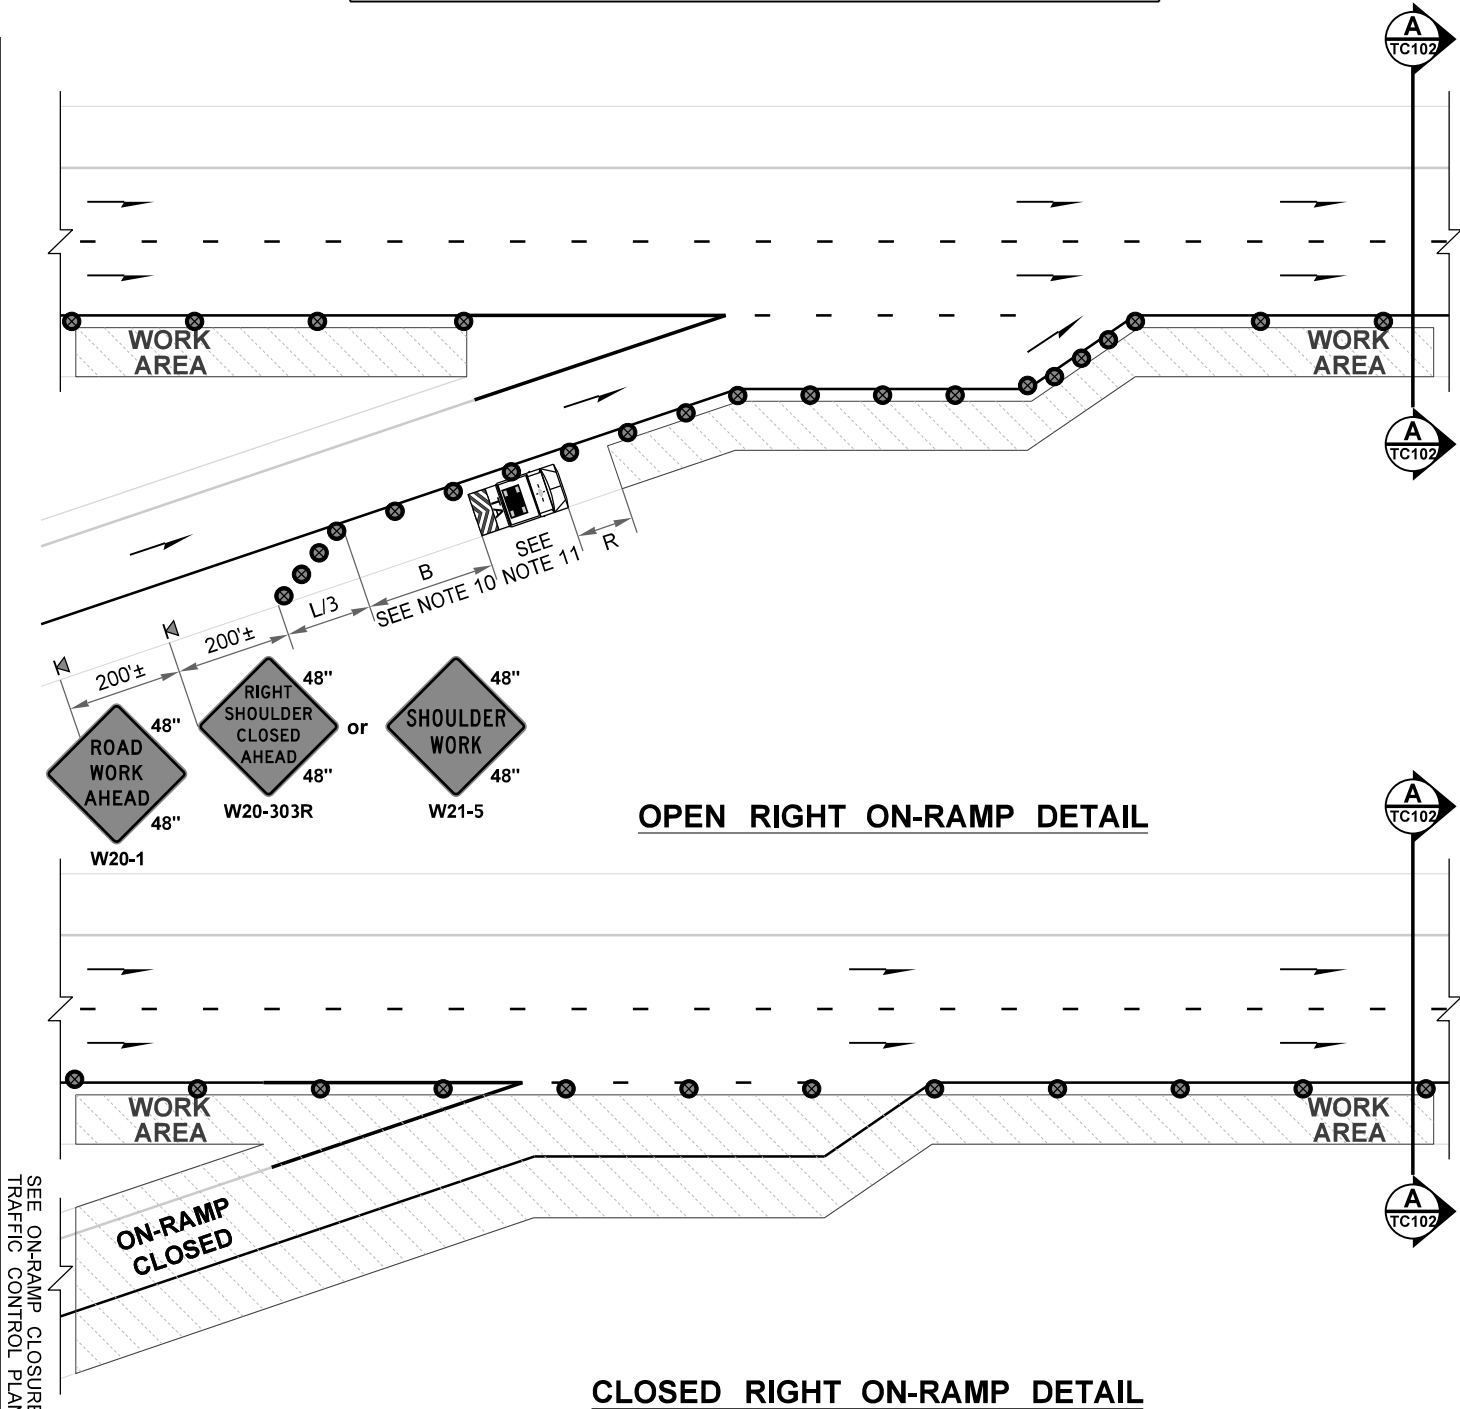 A
TC102
WORK
AREA
WORK
AREA
A
TC102
SEE
NOTE 11
R
B
SEE NOTE 10
L/3
200'±
200'±
ROAD
WORK
AHEAD
48"
48"
W20-1
RIGHT
SHOULDER
CLOSED
AHEAD
48"
48"
W20-303R
or
SHOULDER
WORK
48"
48"
W21-5
OPEN RIGHT ON-RAMP DETAIL
A
TC102
WORK
AREA
WORK
AREA
ON-RAMP
CLOSED
A
TC102
SEE ON-RAMP CLOSURE
TRAFFIC CONTROL PLAN
CLOSED RIGHT ON-RAMP DETAIL